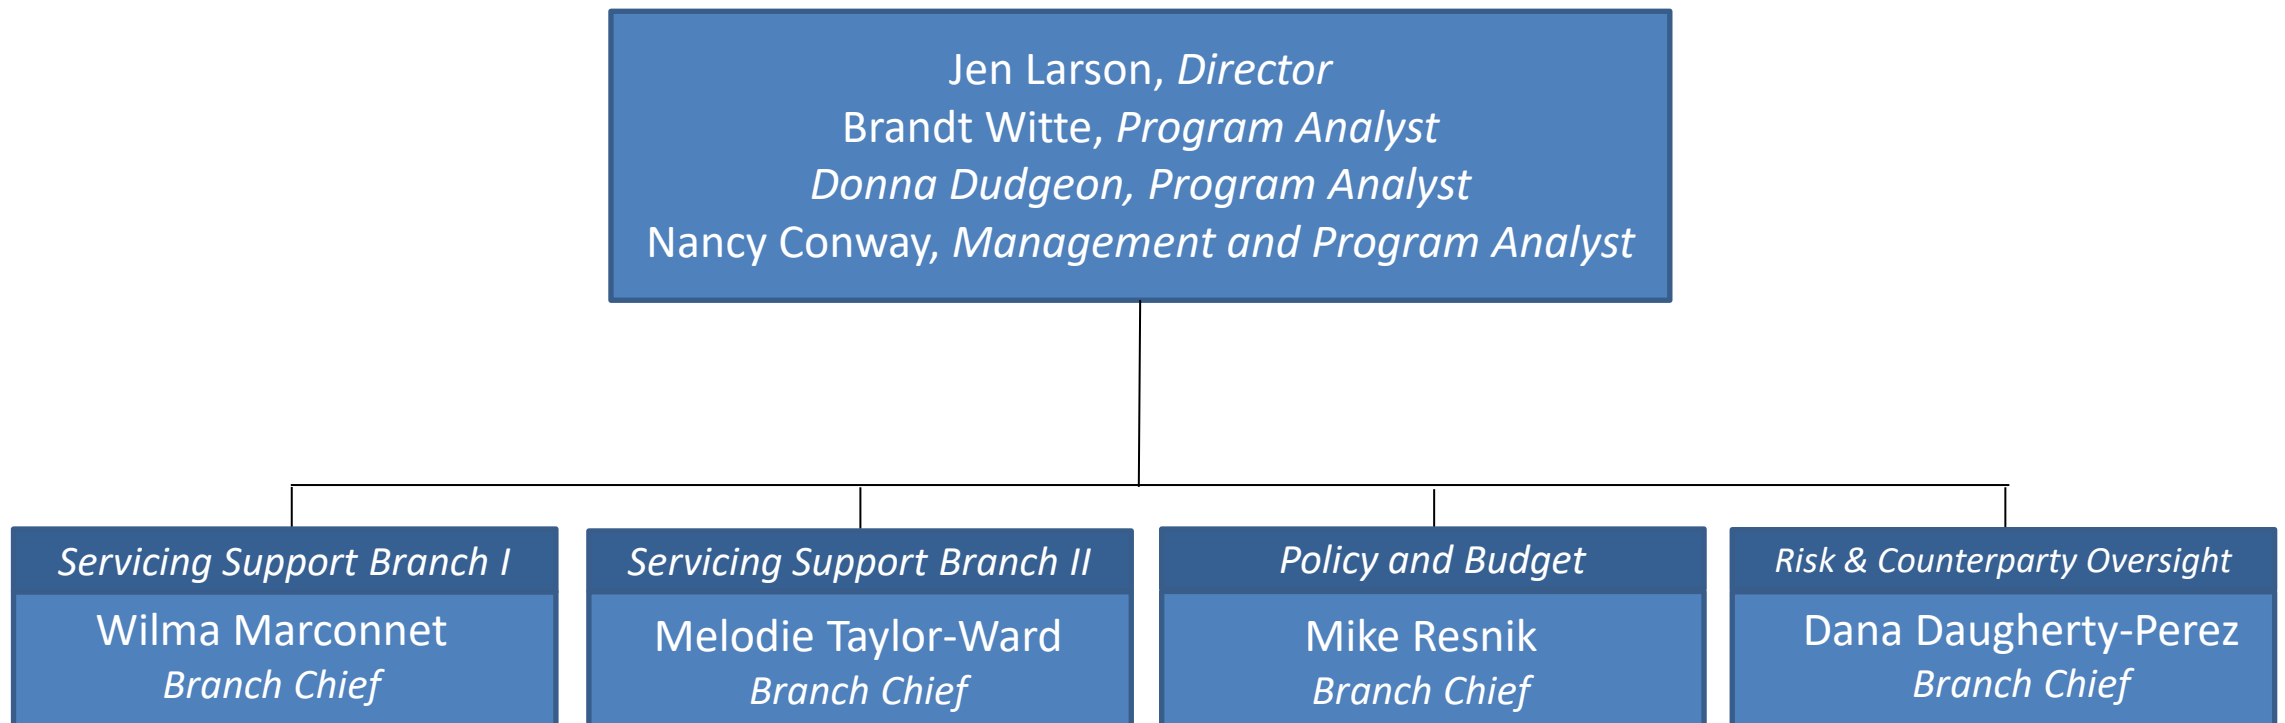 Jen Larson, Director
Brandt Witte, Program Analyst
Donna Dudgeon, Program Analyst
Nancy Conway, Management and Program Analyst
Servicing Support Branch I
Wilma Marconnet
Branch Chief
Servicing Support Branch II
Melodie Taylor-Ward
Branch Chief
Policy and Budget
Mike Resnik
Branch Chief
Risk & Counterparty Oversight
Dana Daugherty-Perez
Branch Chief